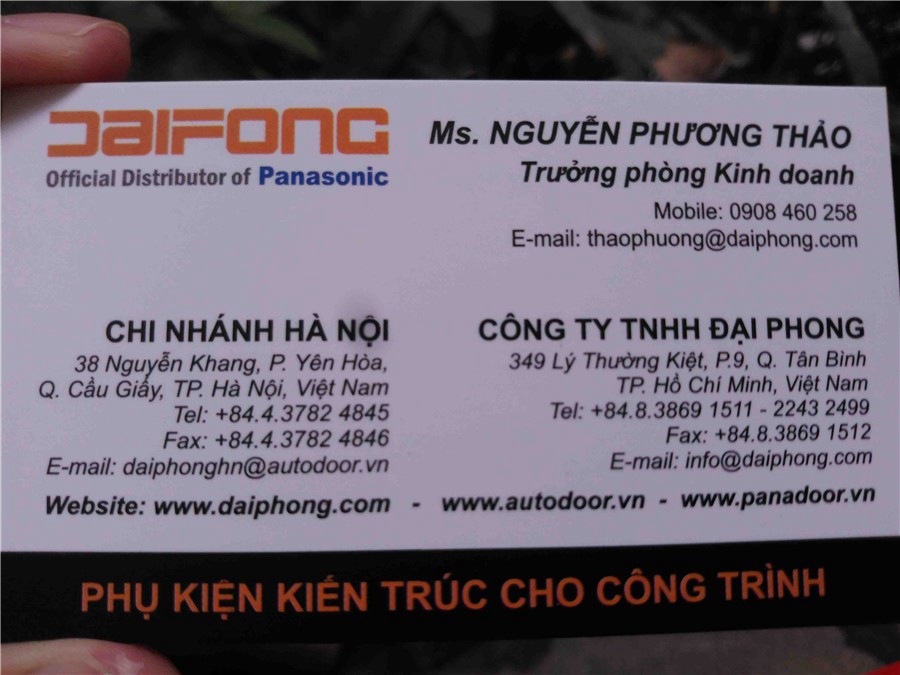 DAIFONG
Official Distributor of Panasonic
Ms. NGUYỄN PHƯƠNG THẢO
Trưởng phòng Kinh doanh
Mobile: 0908 460 258
E-mail: thaophuong@daiphong.com
CHI NHÁNH HÀ NỘI
38 Nguyễn Khang, P. Yên Hòa,
Q. Cầu Giấy, TP. Hà Nội, Việt Nam
Tel: +84.4.3782 4845
Fax: +84.4.3782 4846
E-mail: daiphonghn@autodoor.vn
CÔNG TY TNHH ĐẠI PHONG
349 Lý Thường Kiệt, P.9, Q. Tân Bình
TP. Hồ Chí Minh, Việt Nam
Tel: +84.8.3869 1511 - 2243 2499
Fax: +84.8.3869 1512
E-mail: info@daiphong.com
Website: www.daiphong.com - www.autodoor.vn - www.panadoor.vn
PHỤ KIỆN KIẾN TRÚC CHO CÔNG TRÌNH